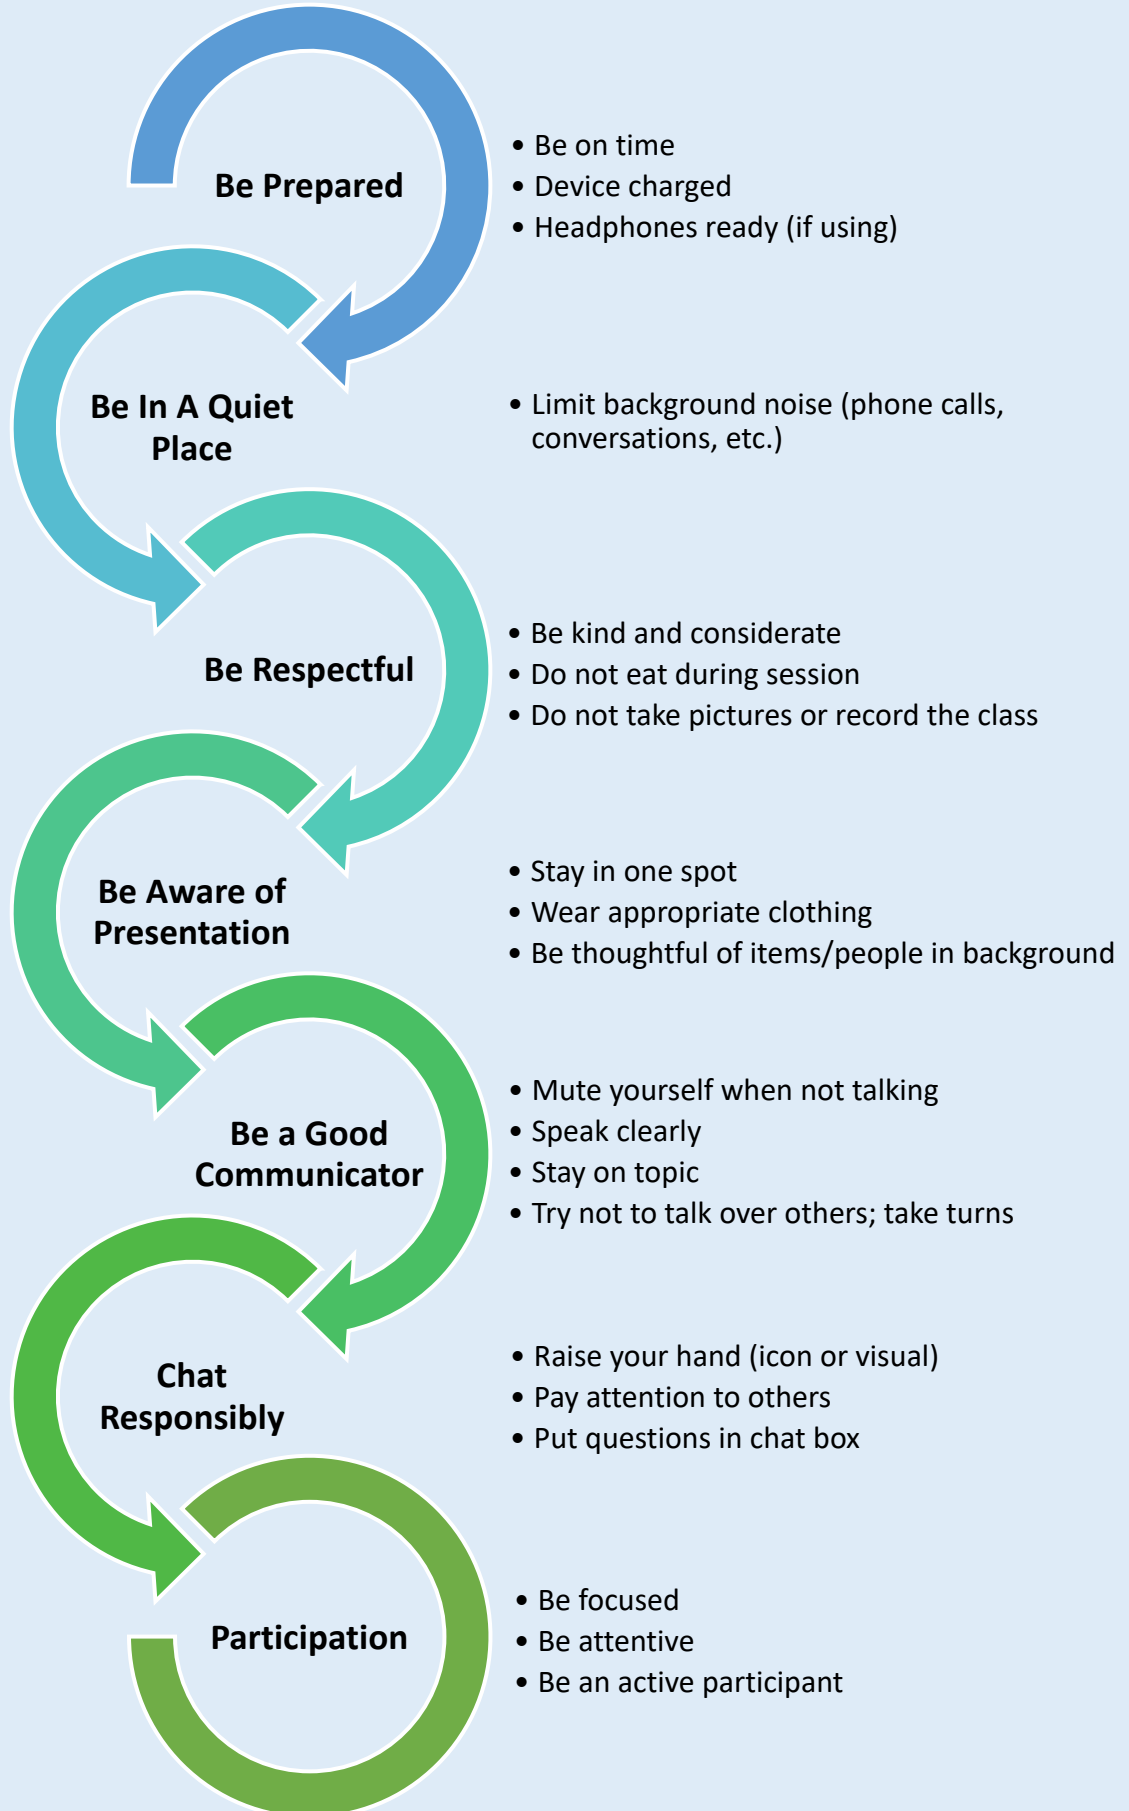 Be Prepared
• Be on time
• Device charged
• Headphones ready (if using)
Be In A Quiet
Place
• Limit background noise (phone calls,
conversations, etc.)
Be Respectful
• Be kind and considerate
• Do not eat during session
• Do not take pictures or record the class
Be Aware of
Presentation
• Stay in one spot
• Wear appropriate clothing
• Be thoughtful of items/people in background
Be a Good
Communicator
• Mute yourself when not talking
• Speak clearly
• Stay on topic
• Try not to talk over others; take turns
Chat
Responsibly
• Raise your hand (icon or visual)
• Pay attention to others
• Put questions in chat box
Participation
• Be focused
• Be attentive
• Be an active participant